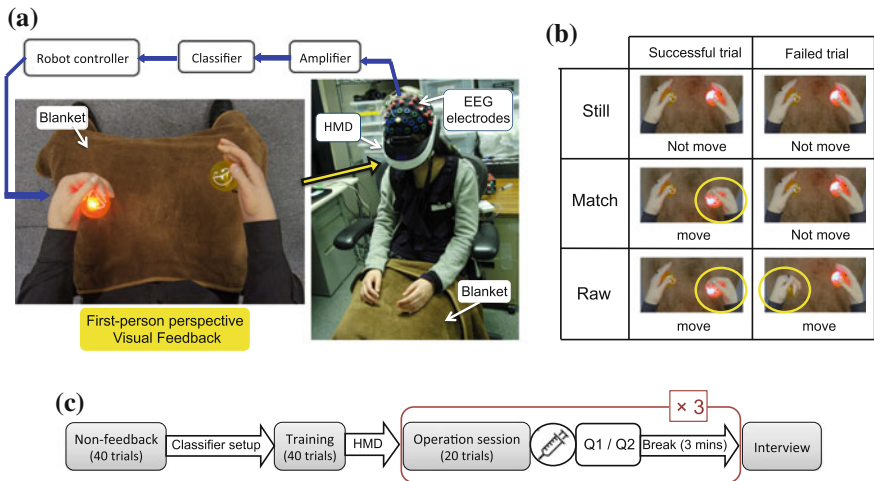 (a)
Robot controller
Classifier
Amplifier
Blanket
HMD
EEG
electrodes
Blanket
First-person perspective
Visual Feedback
(b)
Successful trial
Failed trial
Still
Not move
Not move
Match
move
Not move
Raw
move
move
(c)
× 3
Non-feedback
(40 trials)
Classifier setup
Training
(40 trials)
HMD
Operation session
(20 trials)
Q1 / Q2
Break (3 mins)
Interview